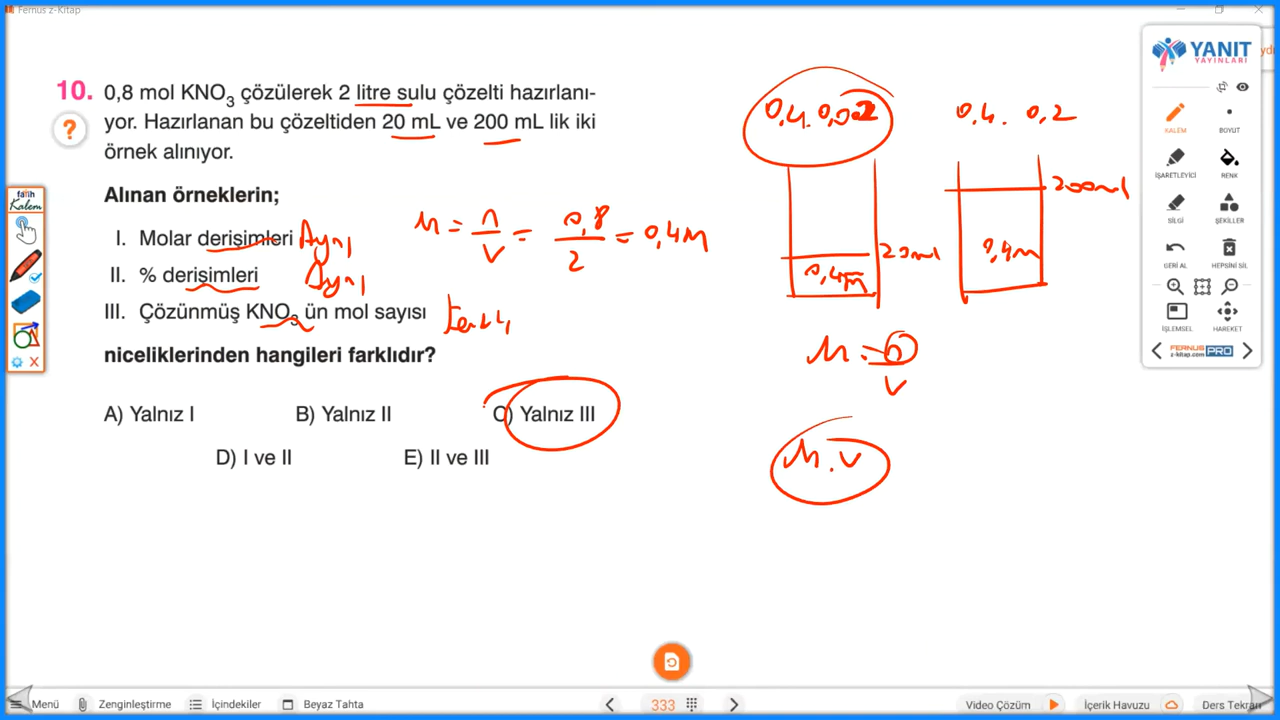 Fernus z-Kitap
10. 0,8 mol KNO₃ çözülerek 2 litre sulu çözelti hazırlanı-
yor. Hazırlanan bu çözeltiden 20 mL ve 200 mL lik iki
örnek alınıyor.
Alınan örneklerin;
I. Molar derişimleri Aynı
II. % derişimleri Aynı
III. Çözünmüş KNO₃ ün mol sayısı
niceliklerinden hangileri farklıdır?
A) Yalnız I B) Yalnız II C) Yalnız III
D) I ve II E) II ve III
M = n/V = 0,8/2 = 0,4M
0,4. 0,02
0,4. 0,2
20ml
0,4m
200ml
0,4m
M = n/V
M.V
fatih
Kalem
YANIT
YAYINLARI
KALEM BOYUT
İŞARETLEYİCİ RENK
SİLGİ ŞEKİLLER
GERİ AL HEPSİNİ SİL
İŞLEMSEL HAREKET
FERNUS
z-kitap.com PRO
Menü Zenginleştirme İçindekiler Beyaz Tahta 333 Video Çözüm İçerik Havuzu Ders Tekrarı